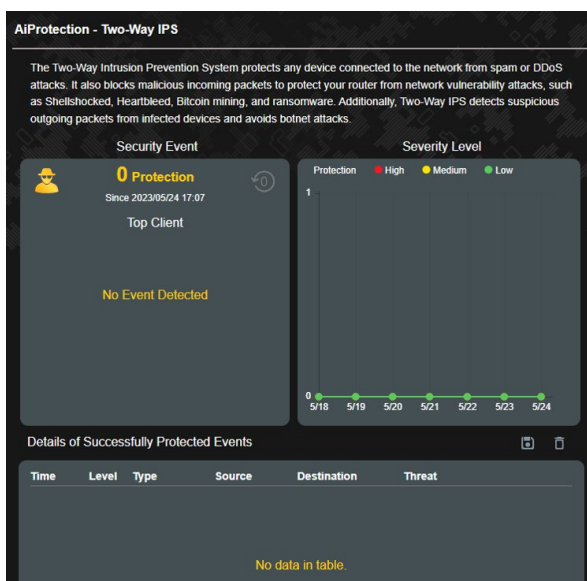 AiProtection - Two-Way IPS
The Two-Way Intrusion Prevention System protects any device connected to the network from spam or DDoS
attacks. It also blocks malicious incoming packets to protect your router from network vulnerability attacks, such
as Shellshocked, Heartbleed, Bitcoin mining, and ransomware. Additionally, Two-Way IPS detects suspicious
outgoing packets from infected devices and avoids botnet attacks.
Security Event
0 Protection
0
Since 2023/05/24 17:07
Top Client
No Event Detected
Severity Level
Protection High Medium Low
1
0
5/18 5/19 5/20 5/21 5/22 5/23 5/24
Details of Successfully Protected Events
Time Level Type Source Destination Threat
No data in table.